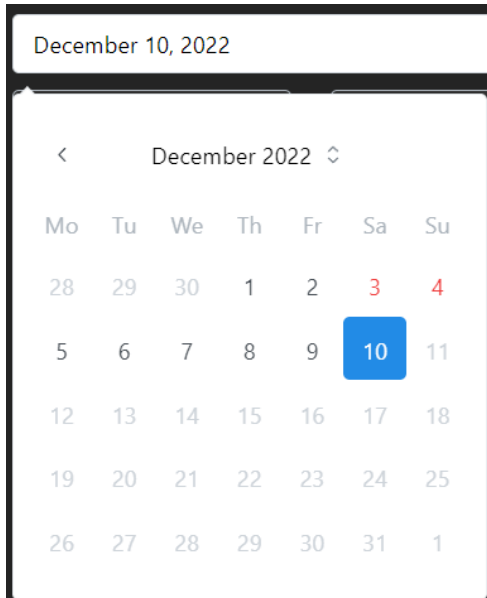 December 10, 2022
December 2022
Mo Tu We Th Fr Sa Su
28 29 30 1 2 3 4
5 6 7 8 9 10 11
12 13 14 15 16 17 18
19 20 21 22 23 24 25
26 27 28 29 30 31 1